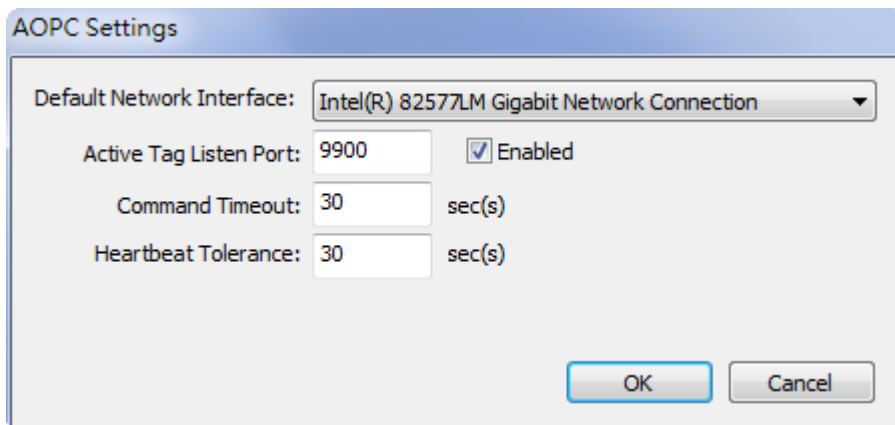 AOPC Settings
Default Network Interface: Intel(R) 82577LM Gigabit Network Connection
Active Tag Listen Port: 9900 Enabled
Command Timeout: 30 sec(s)
Heartbeat Tolerance: 30 sec(s)
OK Cancel